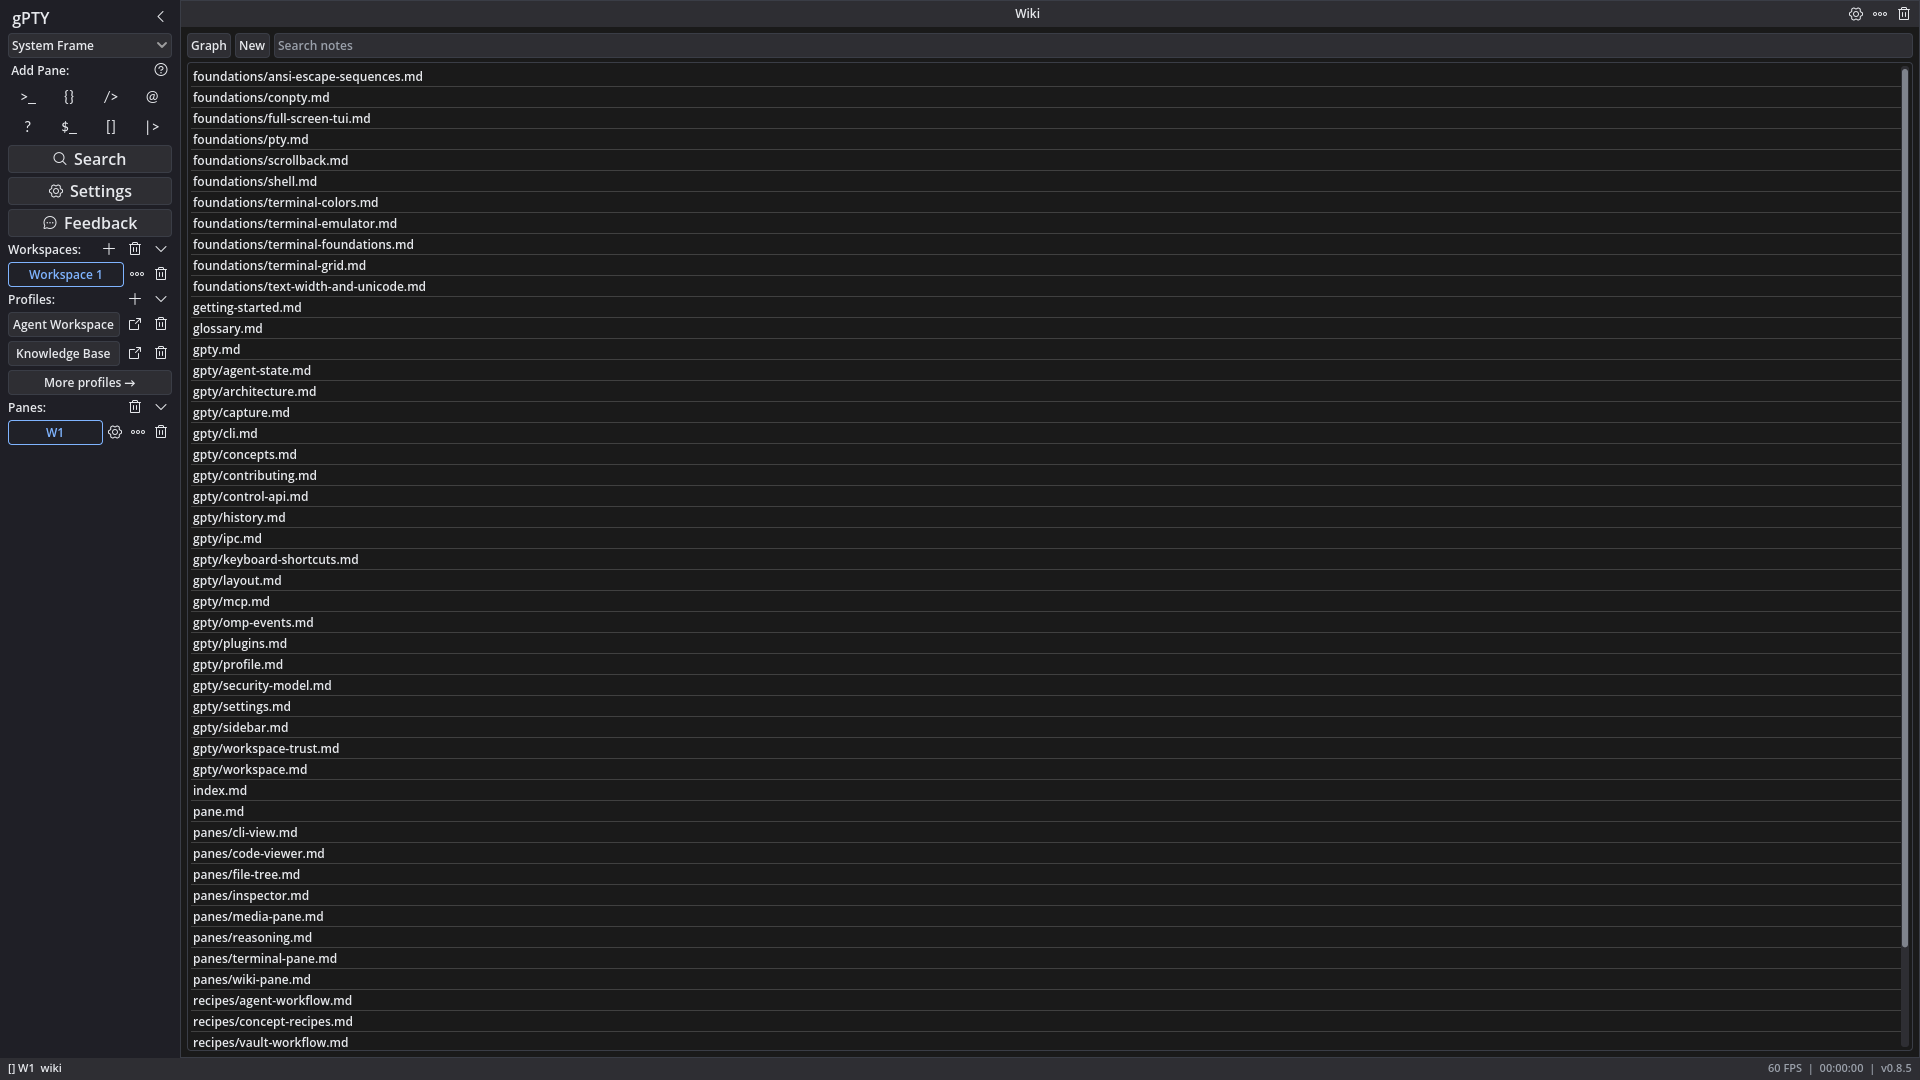 gPTY
System Frame
Add Pane:
>_ {} /> @
? $_ [] |>
Search
Settings
Feedback
Workspaces:
Workspace 1
Profiles:
Agent Workspace
Knowledge Base
More profiles →
Panes:
W1
Wiki
Graph New Search notes
foundations/ansi-escape-sequences.md
foundations/conpty.md
foundations/full-screen-tui.md
foundations/pty.md
foundations/scrollback.md
foundations/shell.md
foundations/terminal-colors.md
foundations/terminal-emulator.md
foundations/terminal-foundations.md
foundations/terminal-grid.md
foundations/text-width-and-unicode.md
getting-started.md
glossary.md
gpty.md
gpty/agent-state.md
gpty/architecture.md
gpty/capture.md
gpty/cli.md
gpty/concepts.md
gpty/contributing.md
gpty/control-api.md
gpty/history.md
gpty/ipc.md
gpty/keyboard-shortcuts.md
gpty/layout.md
gpty/mcp.md
gpty/omp-events.md
gpty/plugins.md
gpty/profile.md
gpty/security-model.md
gpty/settings.md
gpty/sidebar.md
gpty/workspace-trust.md
gpty/workspace.md
index.md
pane.md
panes/cli-view.md
panes/code-viewer.md
panes/file-tree.md
panes/inspector.md
panes/media-pane.md
panes/reasoning.md
panes/terminal-pane.md
panes/wiki-pane.md
recipes/agent-workflow.md
recipes/concept-recipes.md
recipes/vault-workflow.md
[] W1 wiki
60 FPS | 00:00:00 | v0.8.5